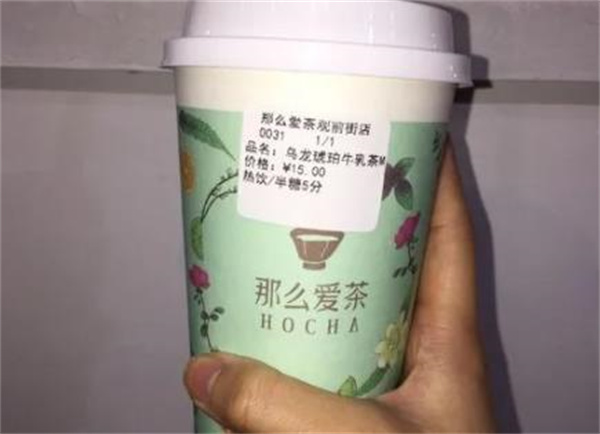 那么爱茶观前街店
0031 1/1
品名：乌龙琥珀牛乳茶M
价格：¥15.00
热饮/半糖5分
那么爱茶
HOCHA